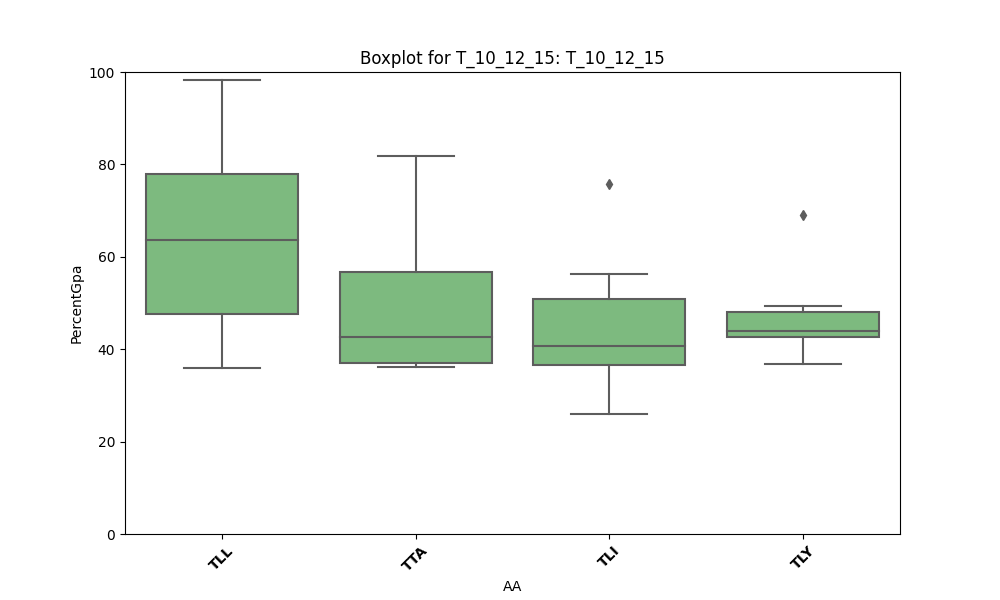 Boxplot for T_10_12_15: T_10_12_15
PercentGpa
100
80
60
40
20
0
TLL
TTA
TLI
TLY
AA